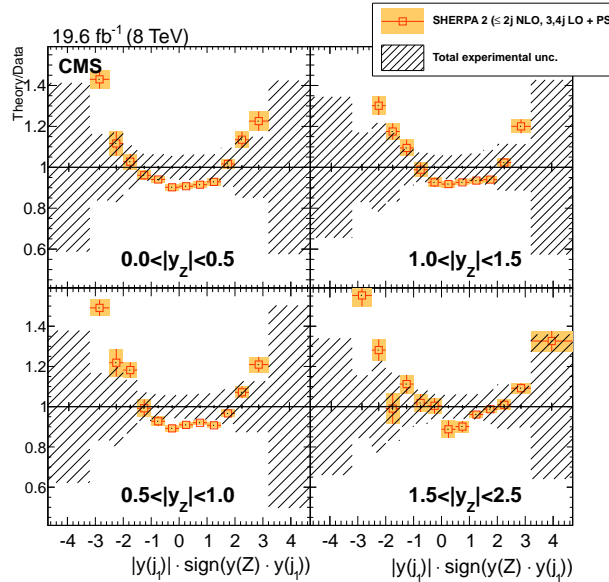 SHERPA 2 (≤ 2j NLO, 3,4j LO + PS
Total experimental unc.
19.6 fb⁻¹ (8 TeV)
CMS
Theory/Data
1.4
1.2
1
0.8
0.6
0.0<|y_Z|<0.5
1.0<|y_Z|<1.5
1.4
1.2
1
0.8
0.6
0.5<|y_Z|<1.0
1.5<|y_Z|<2.5
-4 -3 -2 -1 0 1 2 3 4
-4 -3 -2 -1 0 1 2 3 4
|y(j₁)| · sign(y(Z) · y(j₁))
|y(j₁)| · sign(y(Z) · y(j₁))